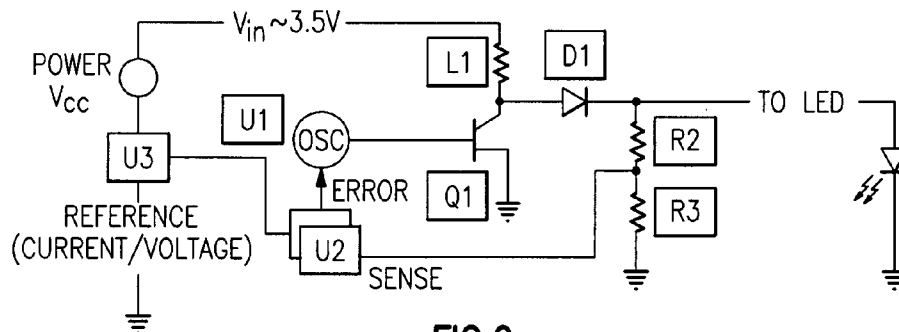 Vin ~3.5V
POWER
Vcc
L1
D1
U1
OSC
TO LED
R2
U3
ERROR
Q1
R3
REFERENCE
(CURRENT/VOLTAGE)
U2
SENSE